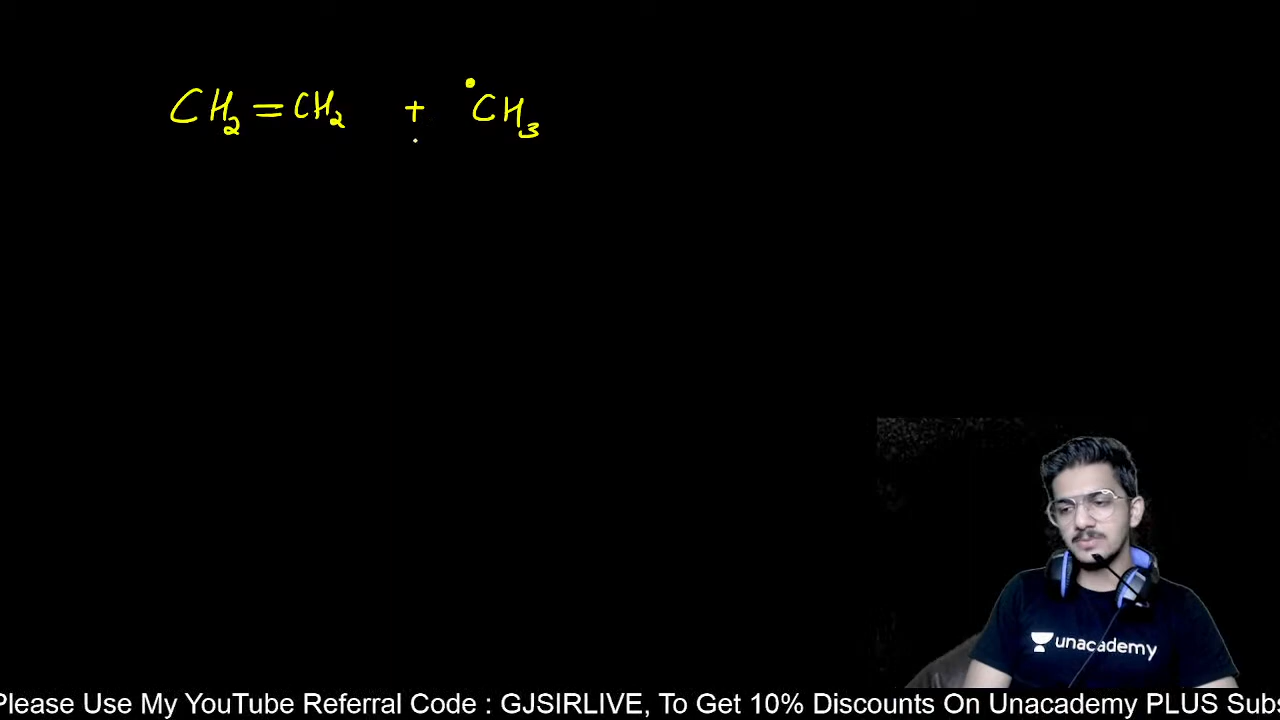 CH₂=CH₂ + •CH₃
unacademy
Please Use My YouTube Referral Code : GJSIRLIVE, To Get 10% Discounts On Unacademy PLUS Subs